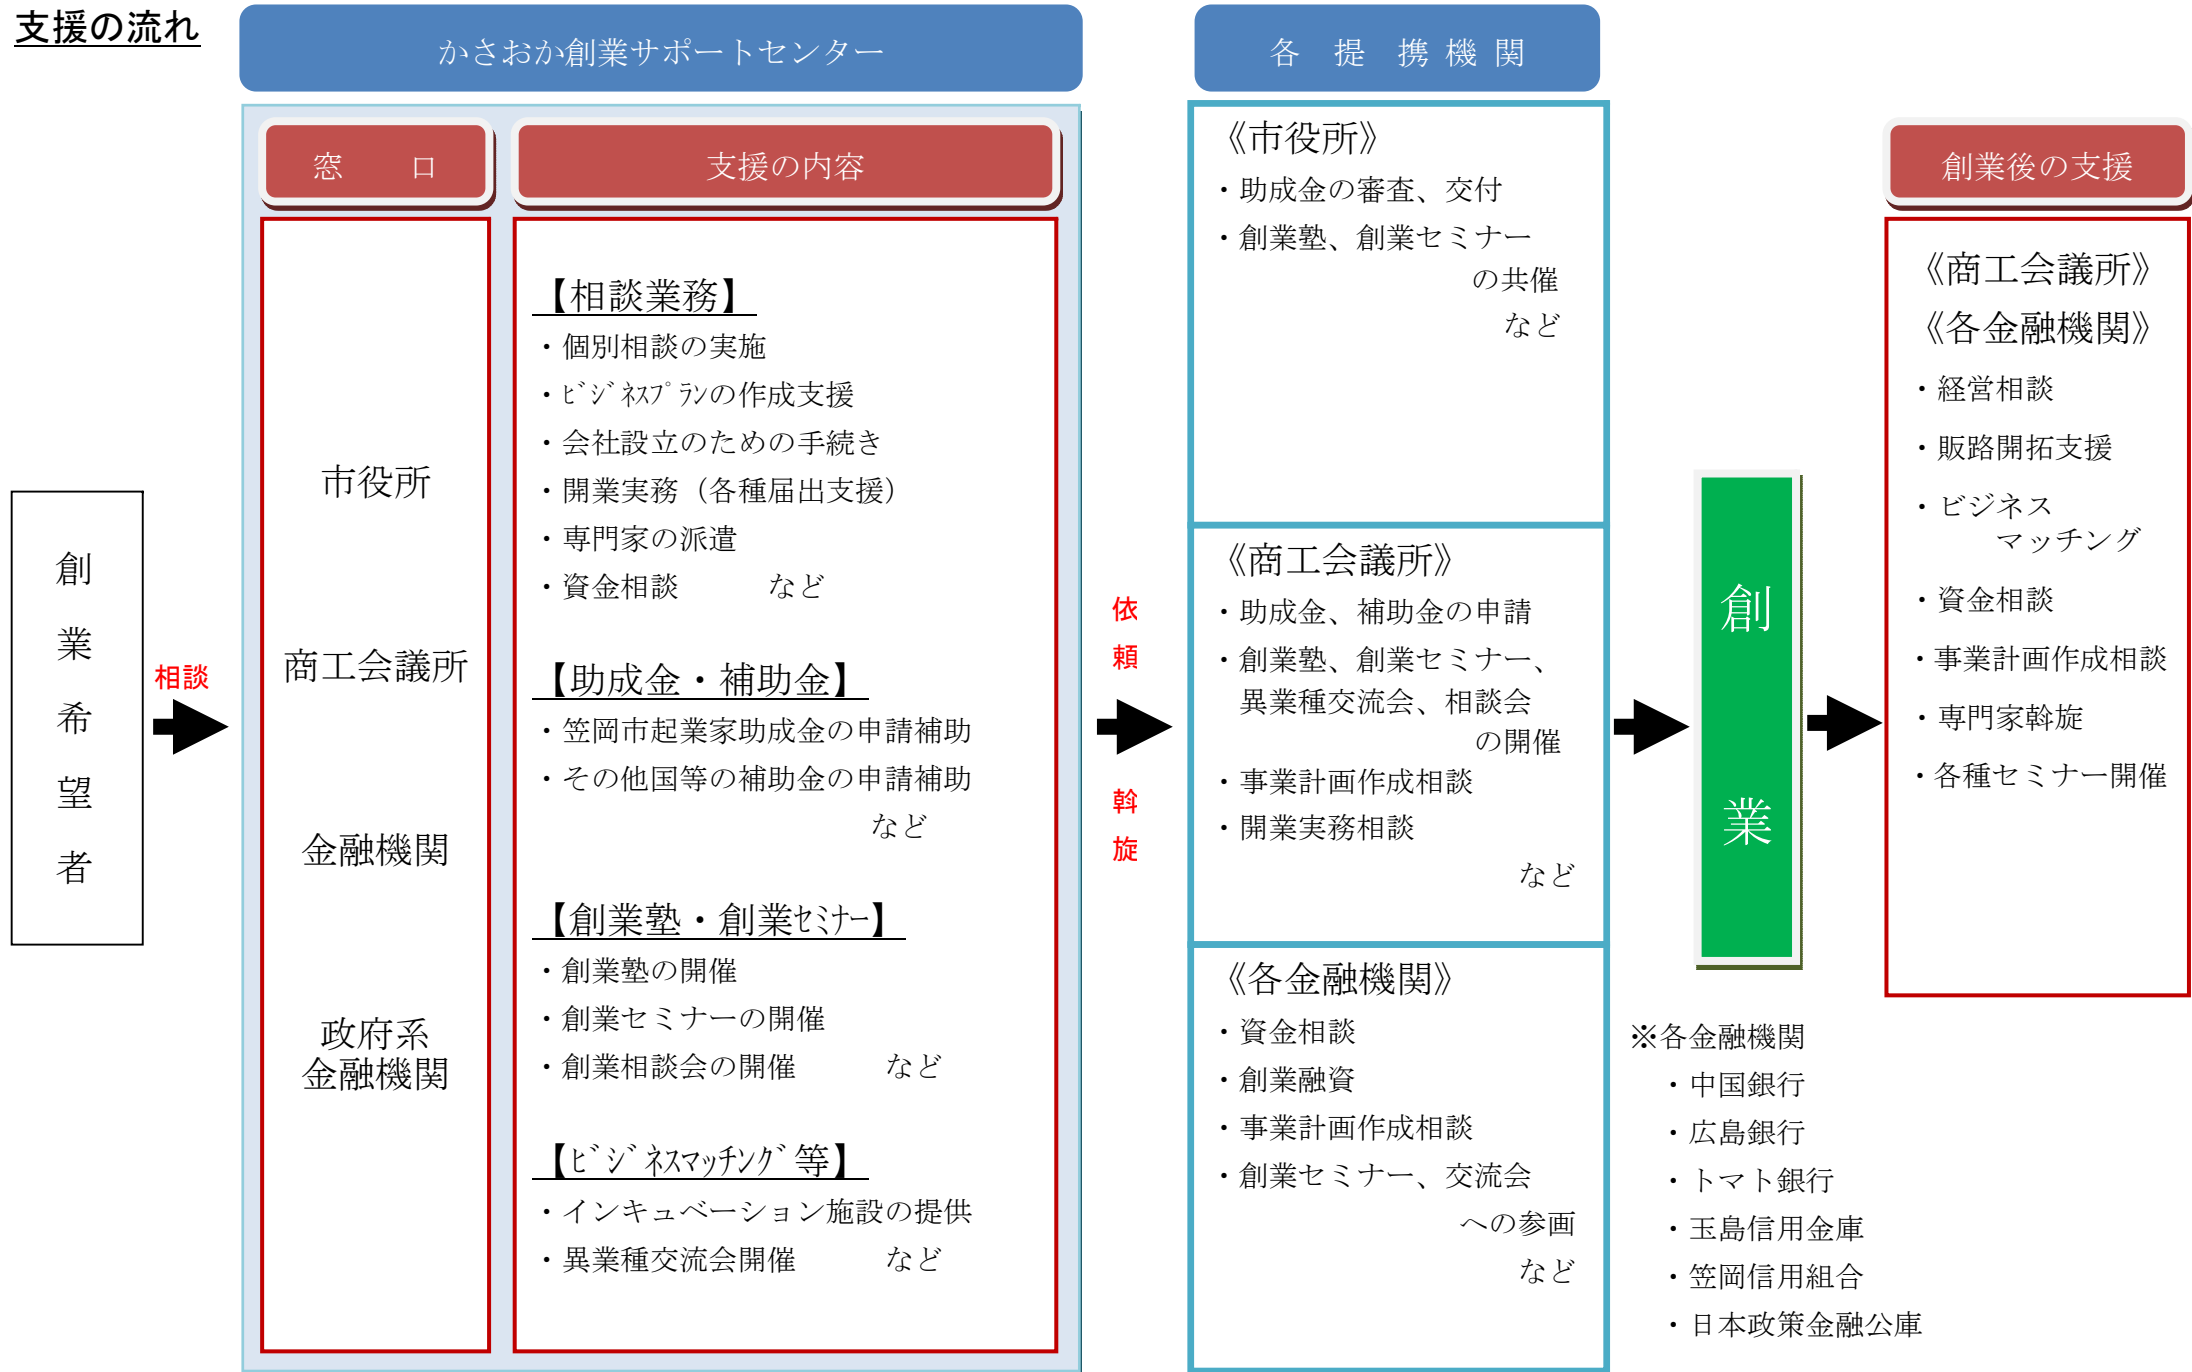 支援の流れ
かさおか創業サポートセンター
各 提 携 機 関
創業希望者
相談
窓 口
市役所
商工会議所
金融機関
政府系
金融機関
支援の内容
【相談業務】
・個別相談の実施
・ﾋﾞｼﾞﾈｽﾌﾟﾗﾝの作成支援
・会社設立のための手続き
・開業実務（各種届出支援）
・専門家の派遣
・資金相談 など
【助成金・補助金】
・笠岡市起業家助成金の申請補助
・その他国等の補助金の申請補助
など
【創業塾・創業ｾﾐﾅｰ】
・創業塾の開催
・創業セミナーの開催
・創業相談会の開催 など
【ﾋﾞｼﾞﾈｽﾏｯﾁﾝｸﾞ等】
・インキュベーション施設の提供
・異業種交流会開催 など
依頼
斡旋
《市役所》
・助成金の審査、交付
・創業塾、創業セミナー
の共催
など
《商工会議所》
・助成金、補助金の申請
・創業塾、創業セミナー、
異業種交流会、相談会
の開催
・事業計画作成相談
・開業実務相談
など
《各金融機関》
・資金相談
・創業融資
・事業計画作成相談
・創業セミナー、交流会
への参画
など
創業
創業後の支援
《商工会議所》
《各金融機関》
・経営相談
・販路開拓支援
・ビジネス
マッチング
・資金相談
・事業計画作成相談
・専門家斡旋
・各種セミナー開催
※各金融機関
・中国銀行
・広島銀行
・トマト銀行
・玉島信用金庫
・笠岡信用組合
・日本政策金融公庫